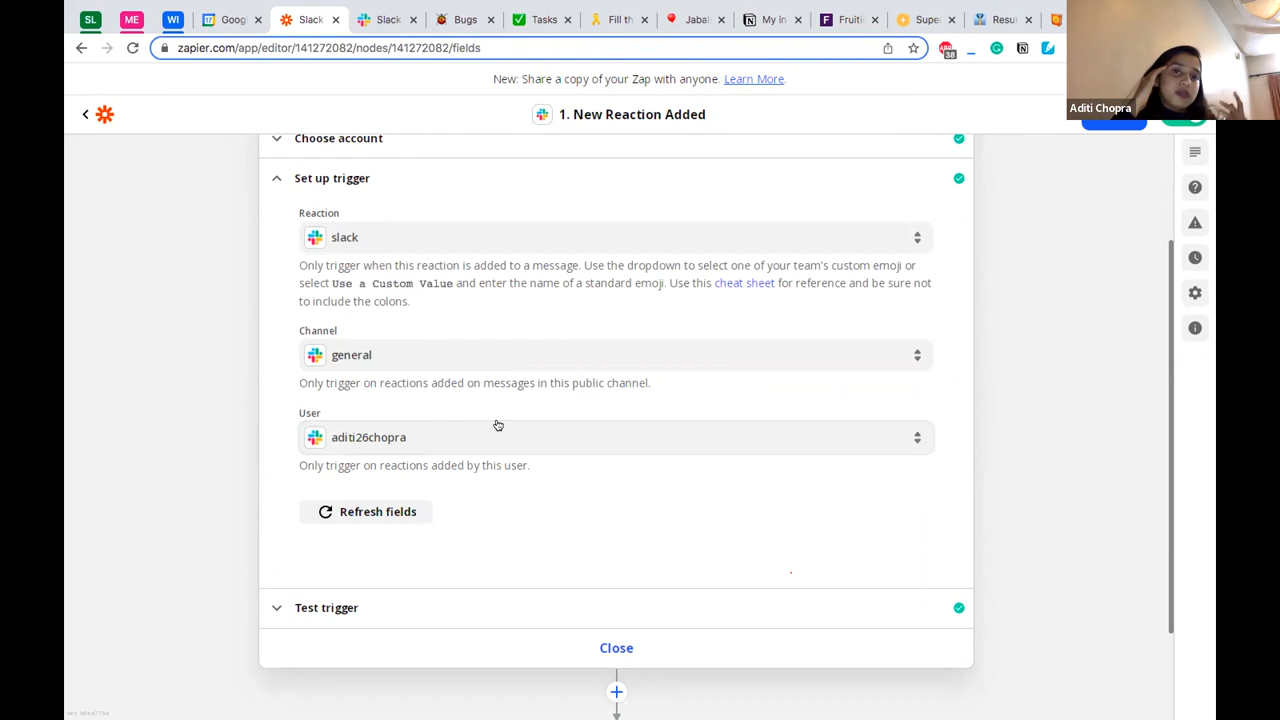 SL
ME
WI
Goog
Slack
Slack
Bugs
Tasks
Fill th
Jabal
My in
Fruiti
Super
Resur
zapier.com/app/editor/141272082/nodes/141272082/fields
38
New: Share a copy of your Zap with anyone. Learn More.
Aditi Chopra
1. New Reaction Added
Choose account
Set up trigger
Reaction
slack
Only trigger when this reaction is added to a message. Use the dropdown to select one of your team's custom emoji or
select Use a Custom Value and enter the name of a standard emoji. Use this cheat sheet for reference and be sure not
to include the colons.
Channel
general
Only trigger on reactions added on messages in this public channel.
User
aditi26chopra
Only trigger on reactions added by this user.
Refresh fields
Test trigger
Close